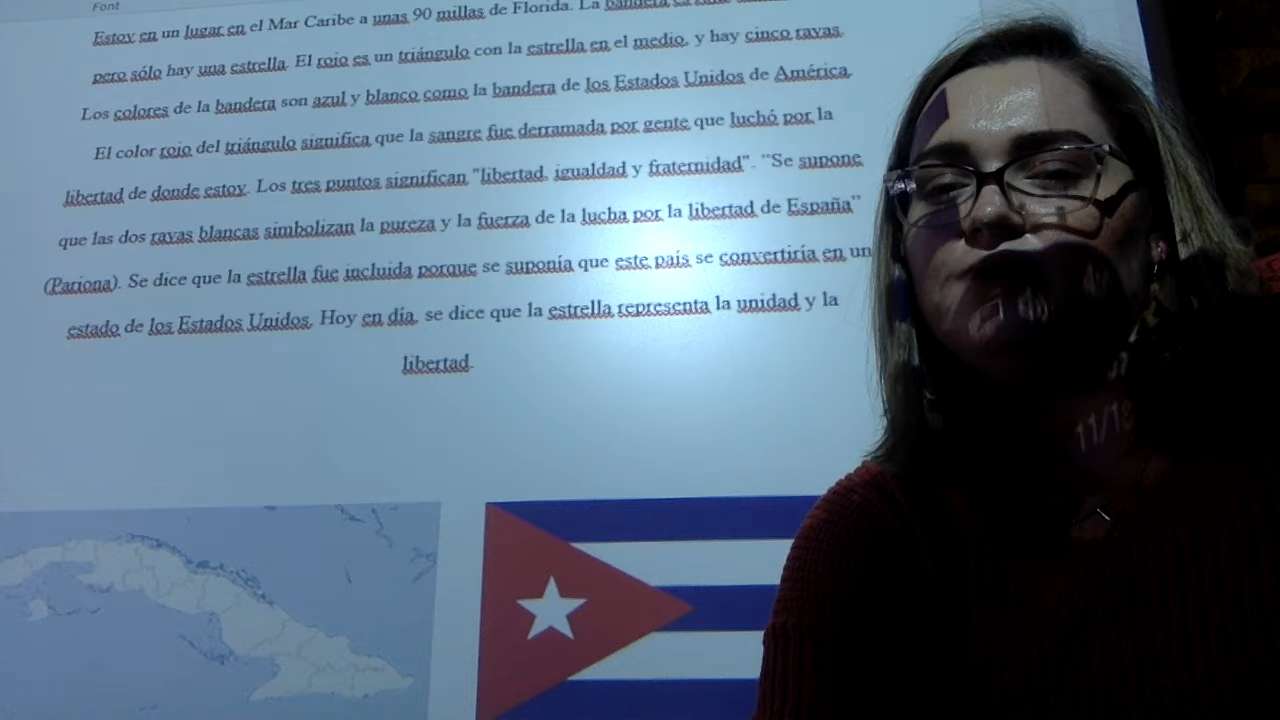 Font
Estoy en un lugar en el Mar Caribe a unas 90 millas de Florida. La bandera
pero sólo hay una estrella. El rojo es un triángulo con la estrella en el medio, y hay cinco rayas.
Los colores de la bandera son azul y blanco como la bandera de los Estados Unidos de América.
El color rojo del triángulo significa que la sangre fue derramada por gente que luchó por la
libertad de donde estoy. Los tres puntos significan "libertad, igualdad y fraternidad". "Se supone
que las dos rayas blancas simbolizan la pureza y la fuerza de la lucha por la libertad de España"
(Pariona). Se dice que la estrella fue incluida porque se suponía que este país se convertiría en un
estado de los Estados Unidos. Hoy en día, se dice que la estrella representa la unidad y la
libertad.